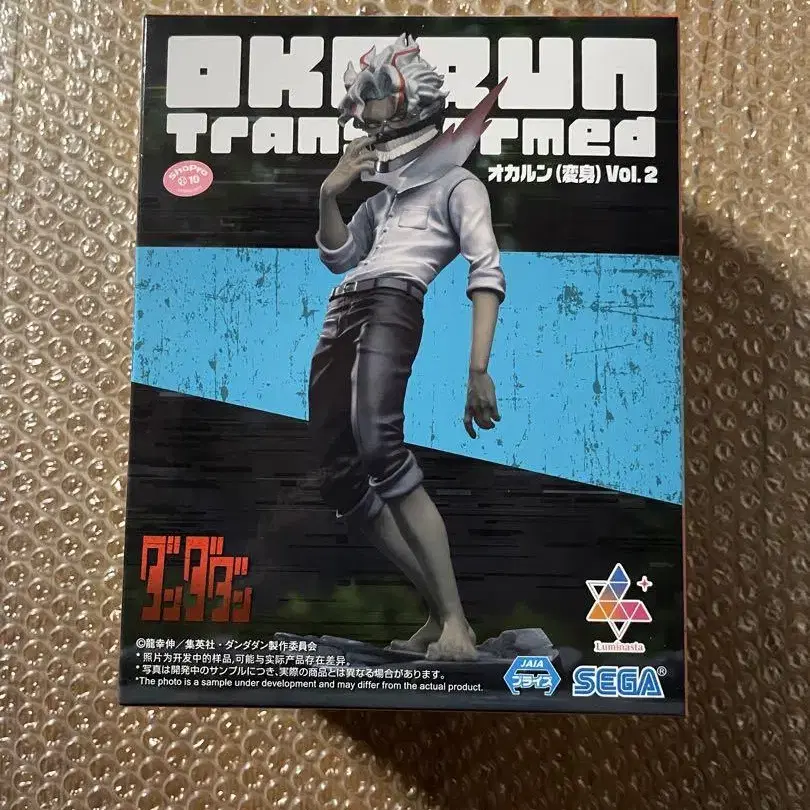 OKARUN
Transformed
オカルン(変身) Vol. 2
ShoPro
10
ダンダダン
©龍幸伸／集英社・ダンダダン製作委員会
* 照片为开发中的样品,可能与实际产品存在差异。
* 写真は開発中のサンプルにつき、実際の商品とは異なる場合があります。
*The photo is a sample under development and may differ from the actual product.
Luminasta
JAIA
プライズ
SEGA®